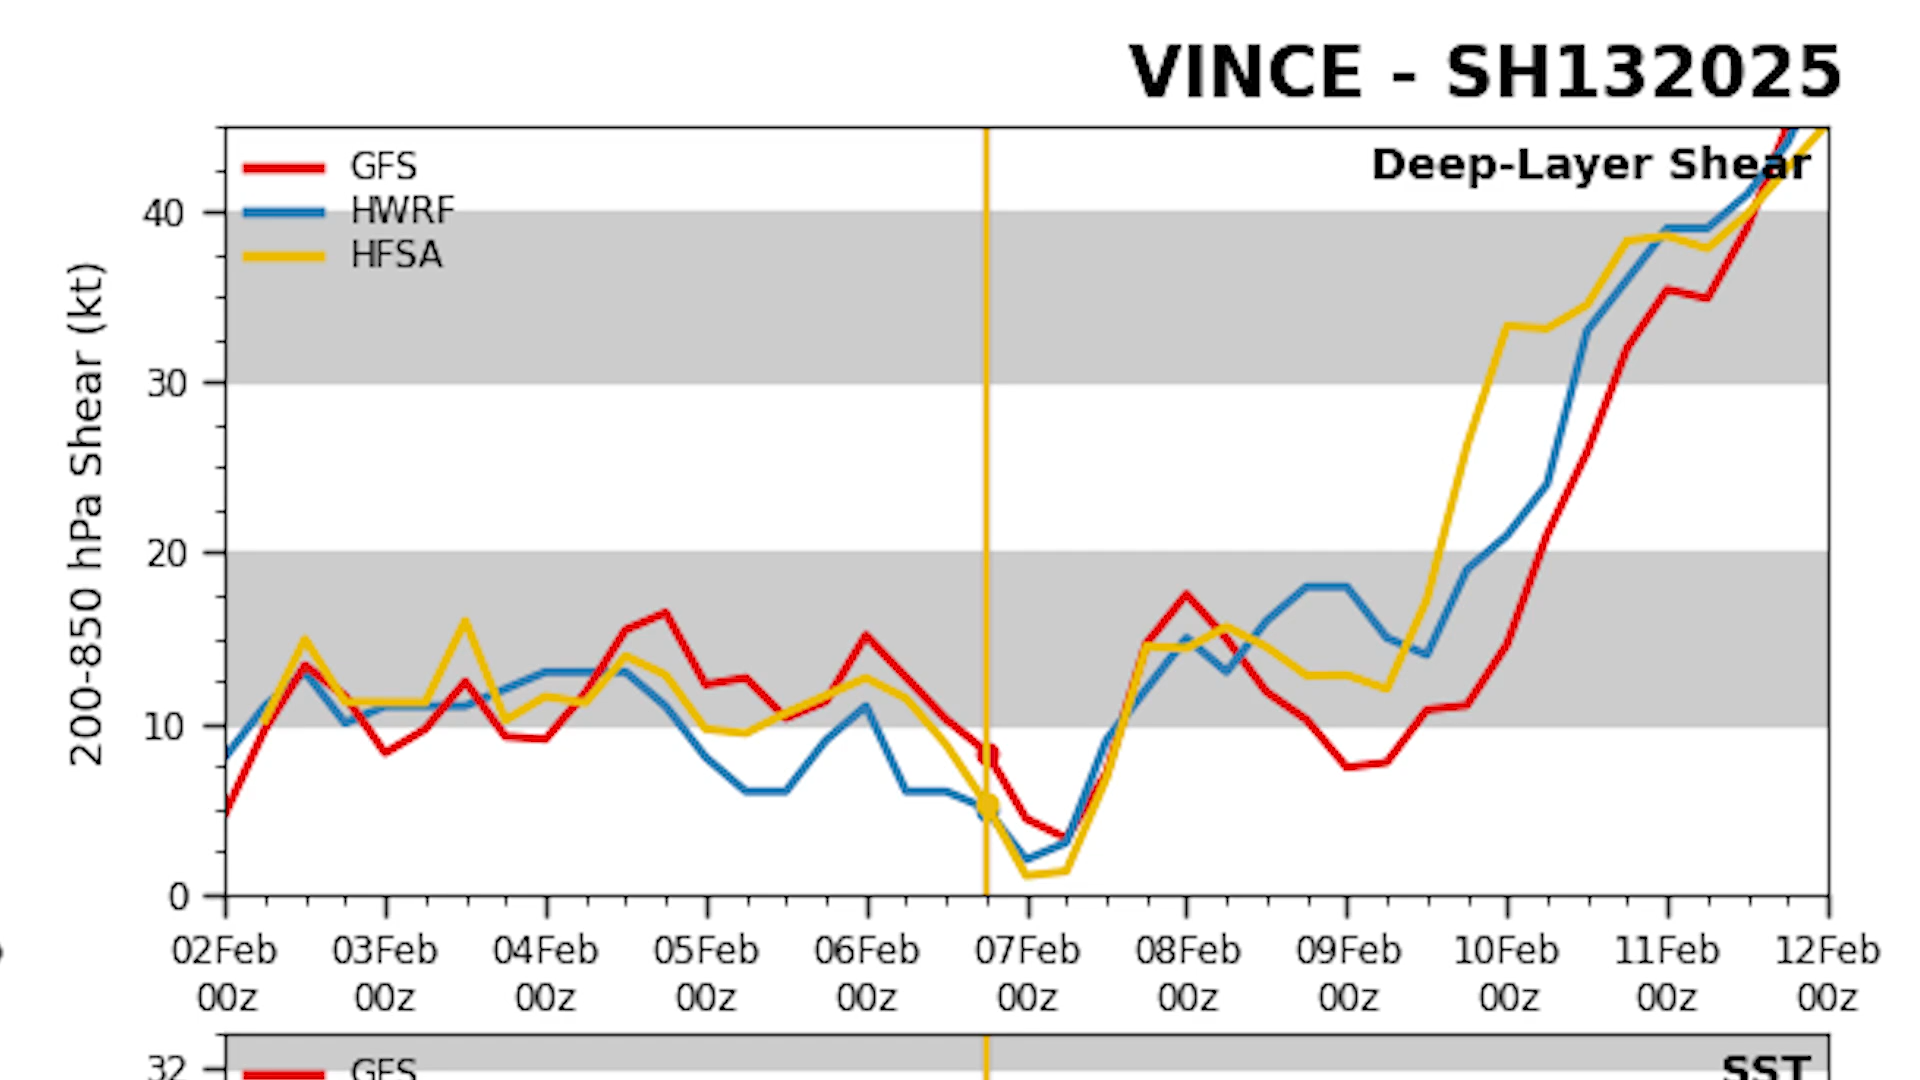 VINCE - SH132025
Deep-Layer Shear
GFS
HWRF
HFSA
200-850 hPa Shear (kt)
40
30
20
10
0
02Feb 03Feb 04Feb 05Feb 06Feb 07Feb 08Feb 09Feb 10Feb 11Feb 12Feb
00z 00z 00z 00z 00z 00z 00z 00z 00z 00z 00z
32
GFS
SST